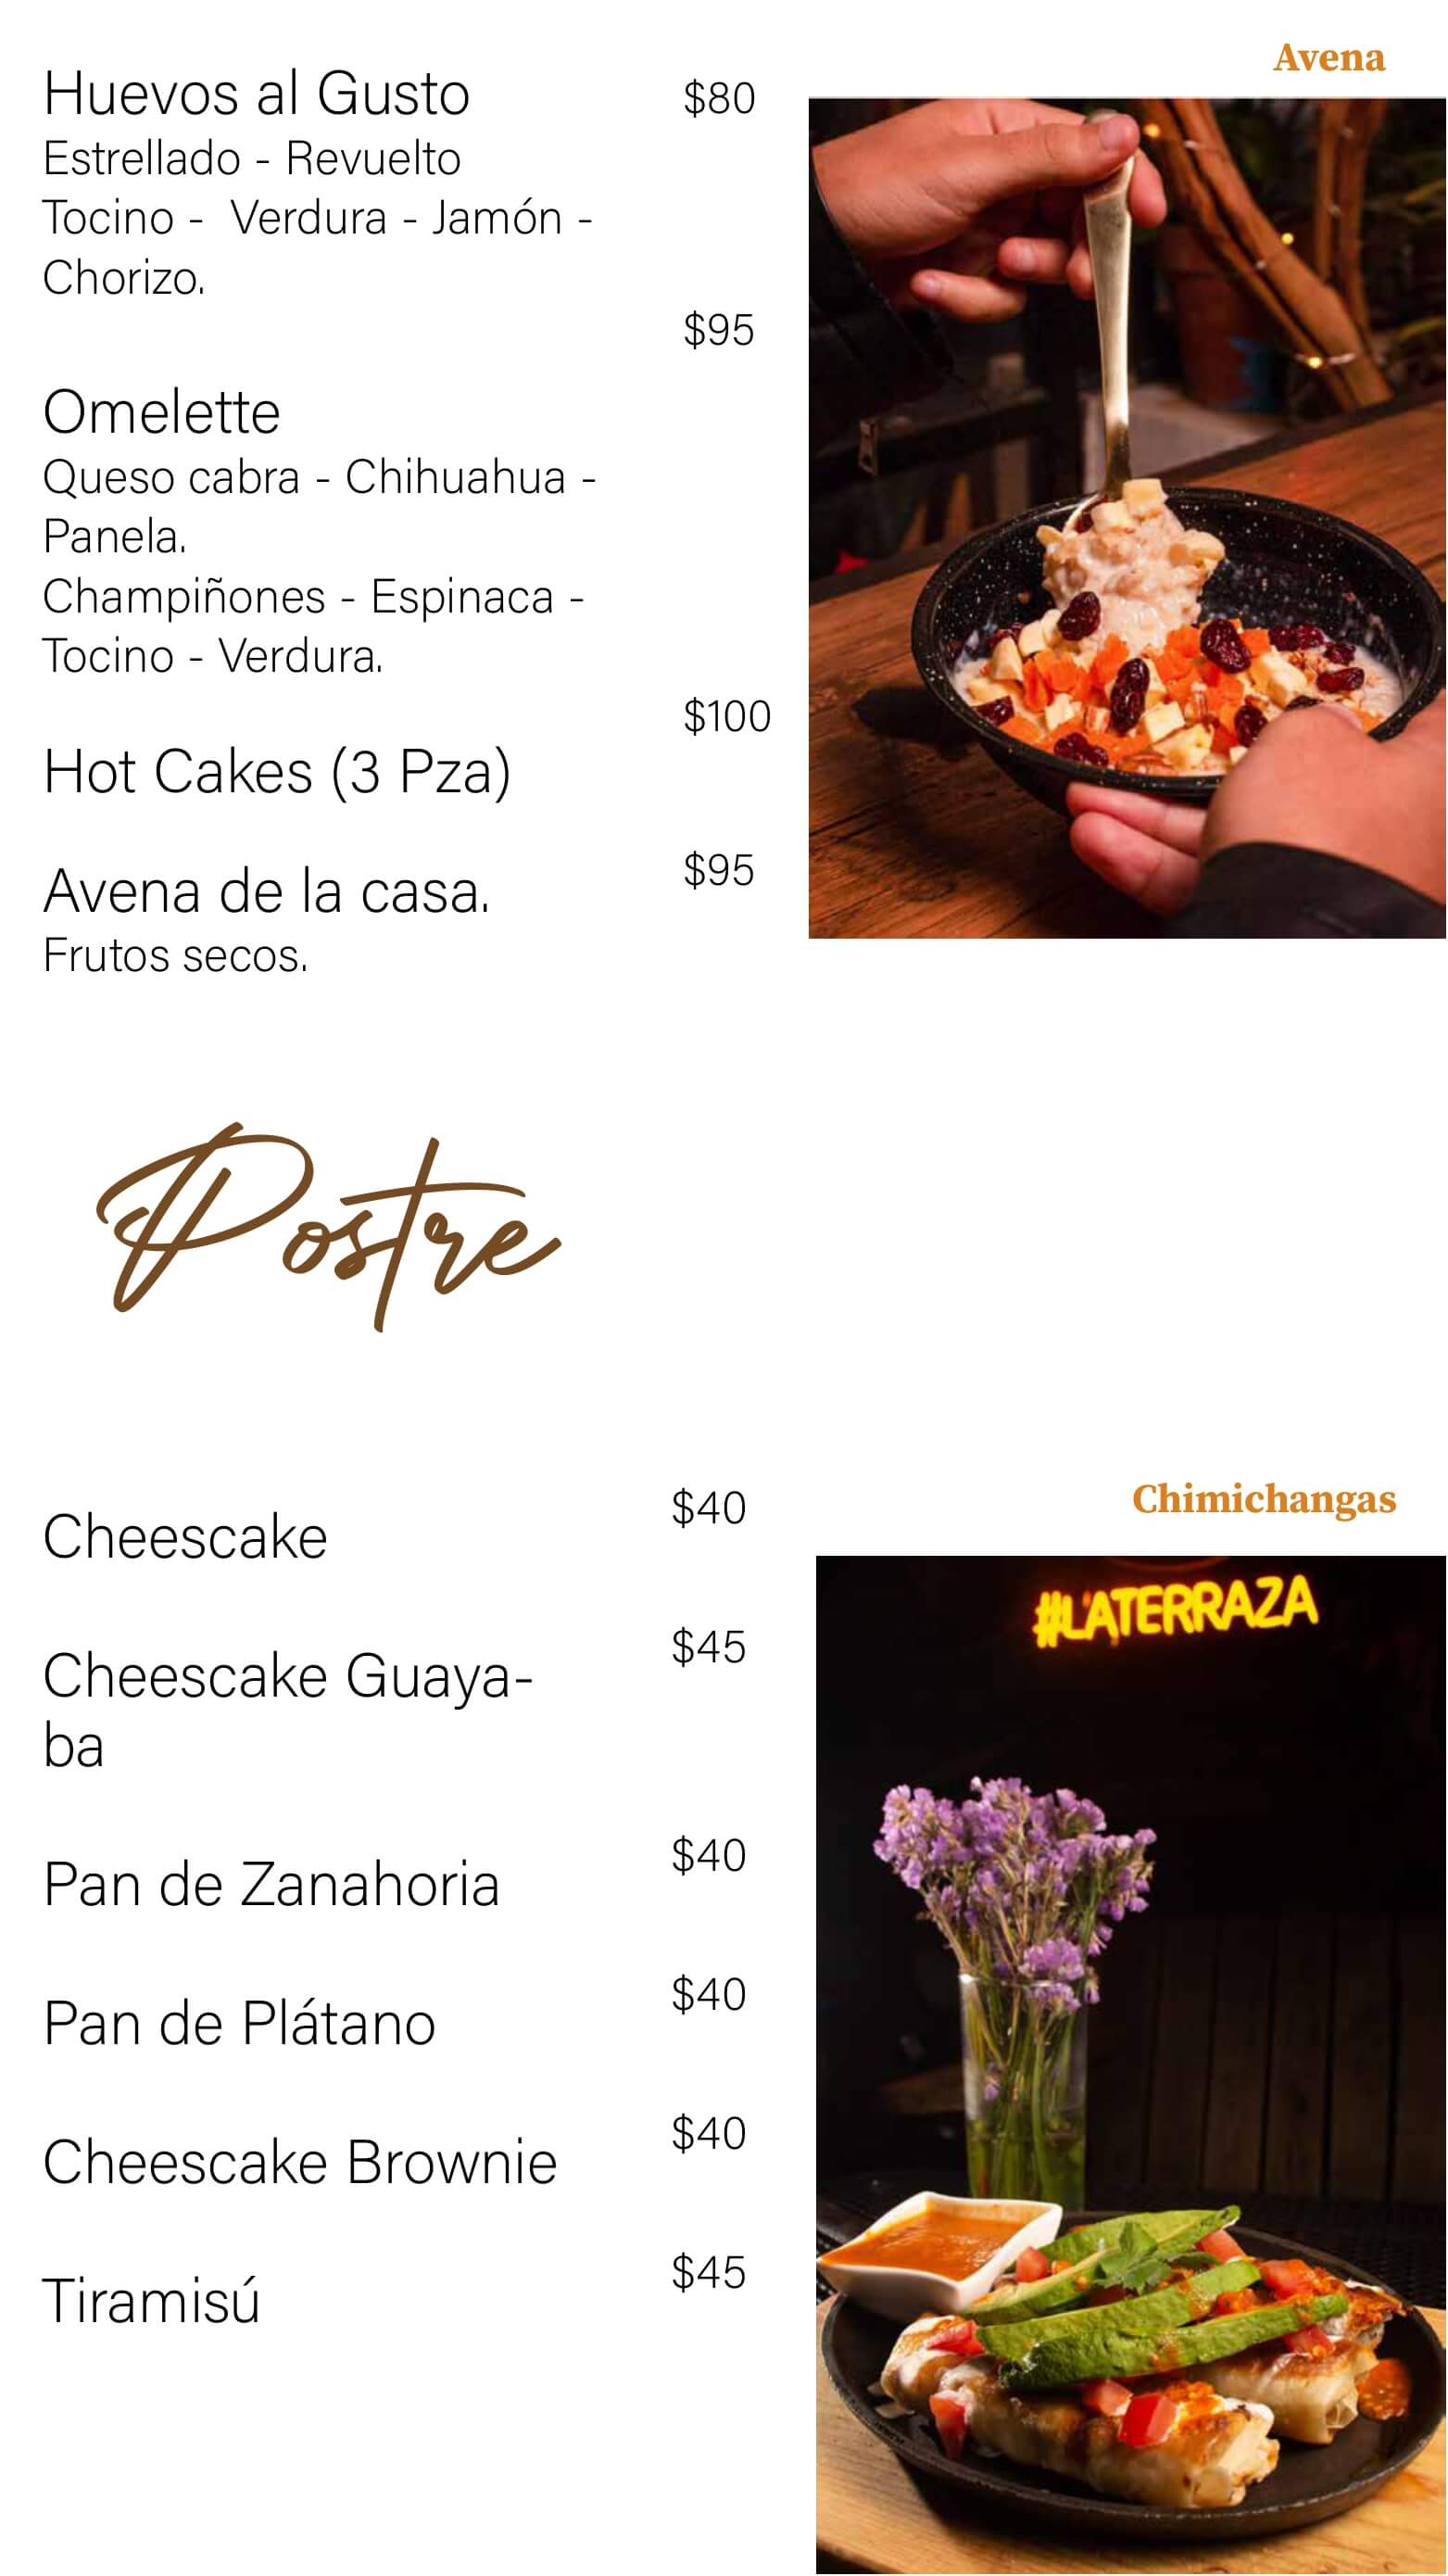 Avena
Huevos al Gusto $80
Estrellado - Revuelto
Tocino - Verdura - Jamón -
Chorizo.
$95
Omelette
Queso cabra - Chihuahua -
Panela.
Champiñones - Espinaca -
Tocino - Verdura.
$100
Hot Cakes (3 Pza)
Avena de la casa. $95
Frutos secos.
Postre
Chimichangas
Cheescake $40
#LATERRAZA
Cheescake Guaya- $45
ba
Pan de Zanahoria $40
Pan de Plátano $40
Cheescake Brownie $40
Tiramisú $45